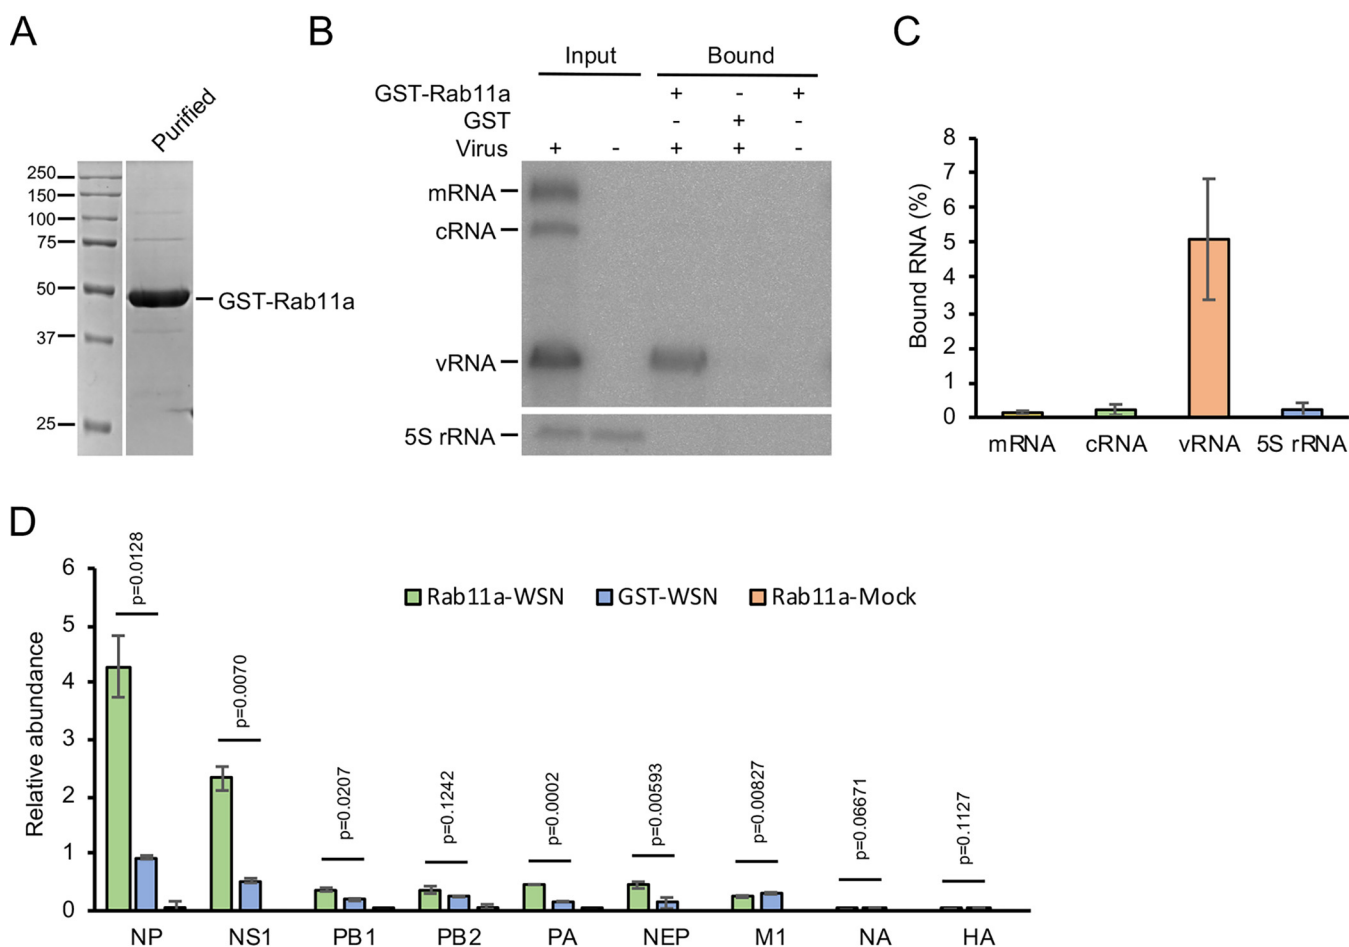 A
Purified
250
150
100
75
50
37
25
GST-Rab11a
B
Input Bound
GST-Rab11a + - +
GST - + -
Virus + - + + -
mRNA
cRNA
vRNA
5S rRNA
C
Bound RNA (%)
8
7
6
5
4
3
2
1
0
mRNA cRNA vRNA 5S rRNA
D
Relative abundance
6
5
4
3
2
1
0
Rab11a-WSN GST-WSN Rab11a-Mock
p=0.0128
p=0.0070
p=0.0207
p=0.1242
p=0.0002
p=0.00593
p=0.00827
p=0.06671
p=0.1127
NP NS1 PB1 PB2 PA NEP M1 NA HA